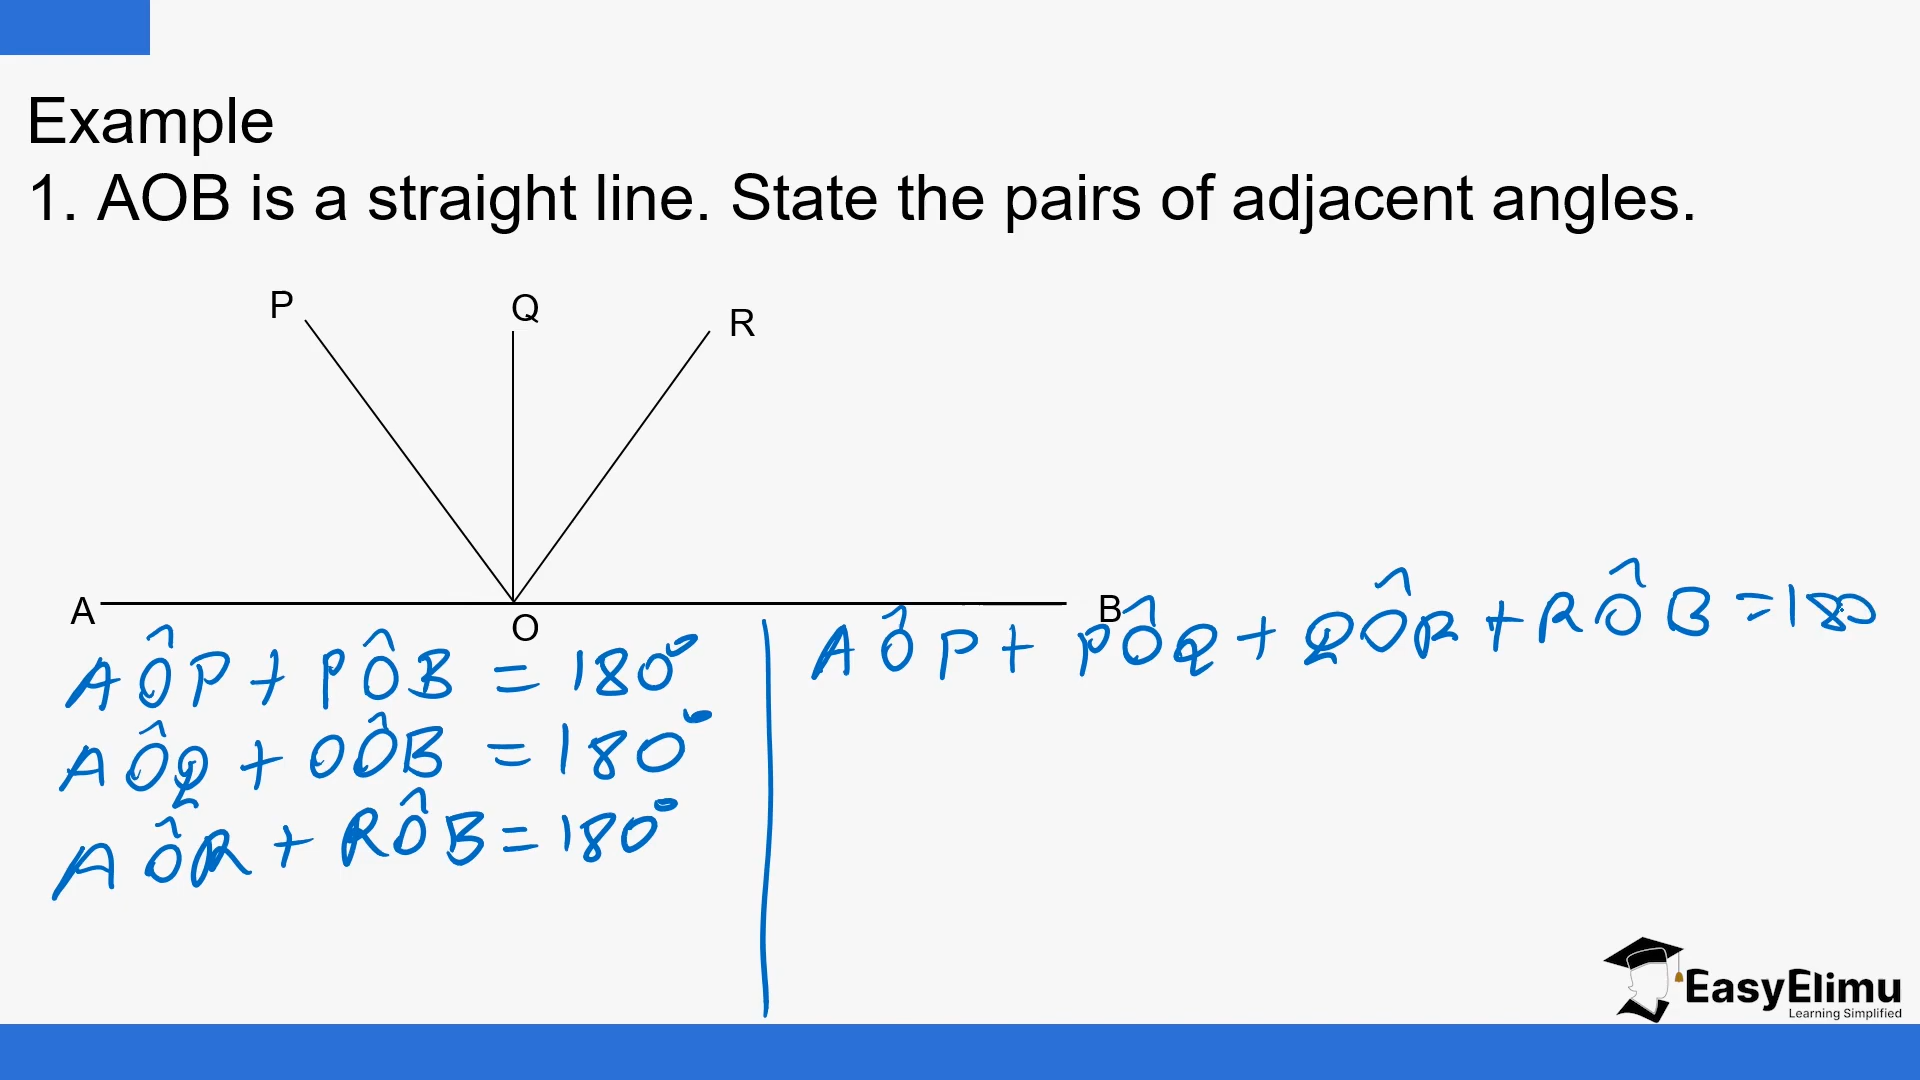 Example
1. AOB is a straight line. State the pairs of adjacent angles.
P
Q
R
A
O
B
AÔP + PÔB = 180°
AÔQ + OÔB = 180°
AÔR + RÔB = 180°
AÔP + PÔQ + QÔR + RÔB = 180
EasyElimu
Learning Simplified